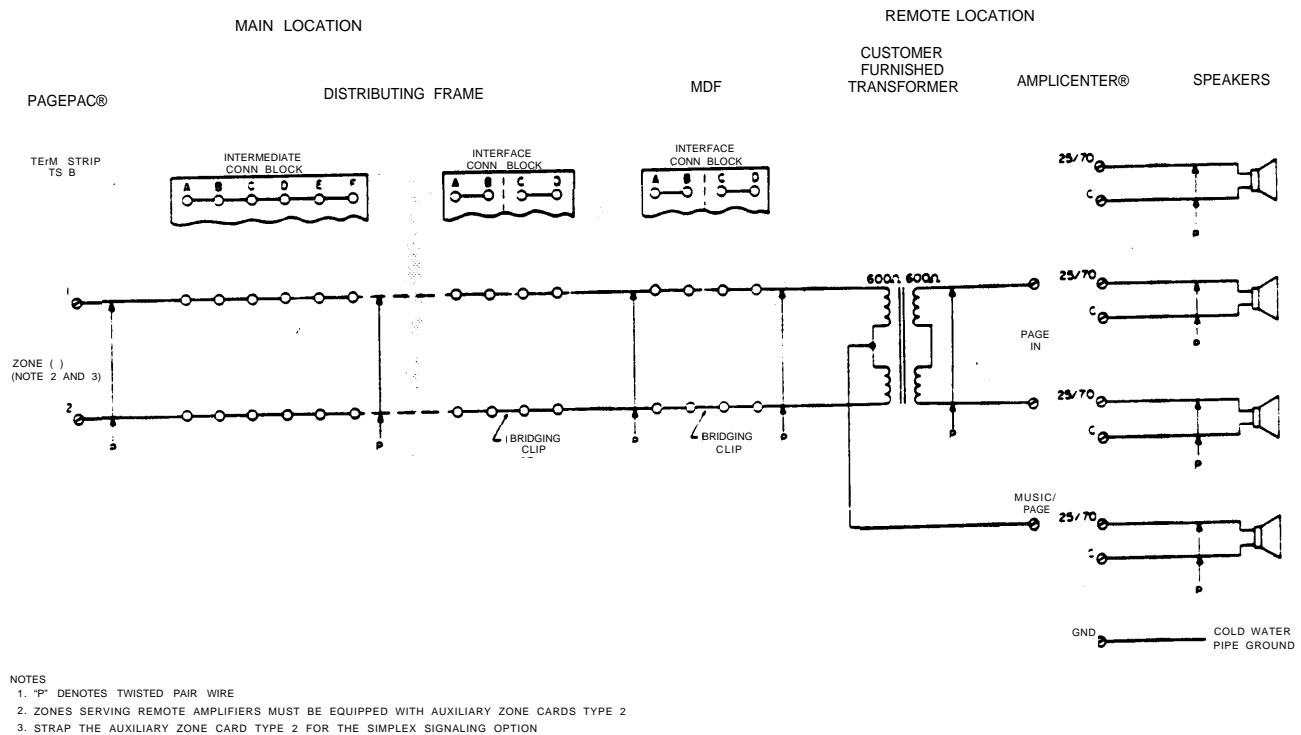 MAIN LOCATION
REMOTE LOCATION
PAGEPAC®
DISTRIBUTING FRAME
MDF
CUSTOMER
FURNISHED
TRANSFORMER
AMPLICENTER®
SPEAKERS
TErM STRIP
TS B
INTERMEDIATE
CONN BLOCK
A B C D E F
INTERFACE
CONN BLOCK
A B C D
INTERFACE
CONN BLOCK
A B C D
25/70
C
P
1
600Ω 600Ω
25/70
C
P
ZONE ( )
(NOTE 2 AND 3)
PAGE
IN
2
P
BRIDGING
CLIP
P
BRIDGING
CLIP
P
P
25/70
C
P
MUSIC/
PAGE
25/70
P
GND
COLD WATER
PIPE GROUND
NOTES
1. "P" DENOTES TWISTED PAIR WIRE
2. ZONES SERVING REMOTE AMPLIFIERS MUST BE EQUIPPED WITH AUXILIARY ZONE CARDS TYPE 2
3. STRAP THE AUXILIARY ZONE CARD TYPE 2 FOR THE SIMPLEX SIGNALING OPTION